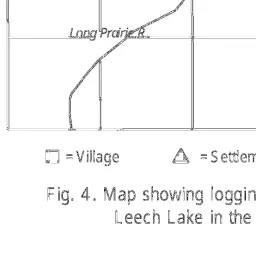 Long Prairie R.
= Village = Settlem
Fig. 4. Map showing loggin
Leech Lake in the